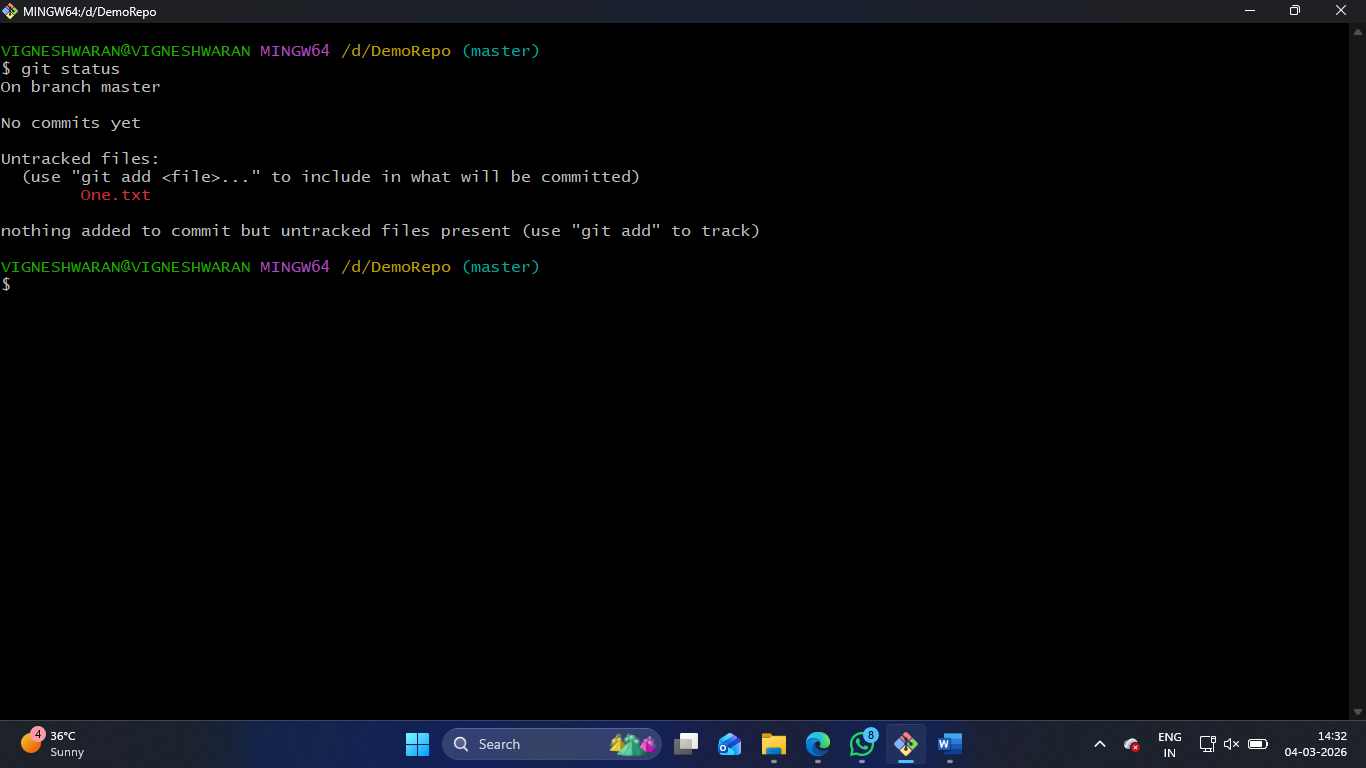 MINGW64:/d/DemoRepo
VIGNESHWARAN@VIGNESHWARAN MINGW64 /d/DemoRepo (master)
$ git status
On branch master
No commits yet
Untracked files:
  (use "git add <file>..." to include in what will be committed)
        One.txt
nothing added to commit but untracked files present (use "git add" to track)
VIGNESHWARAN@VIGNESHWARAN MINGW64 /d/DemoRepo (master)
$
4
36°C
Sunny
Search
8
ENG
IN
14:32
04-03-2026